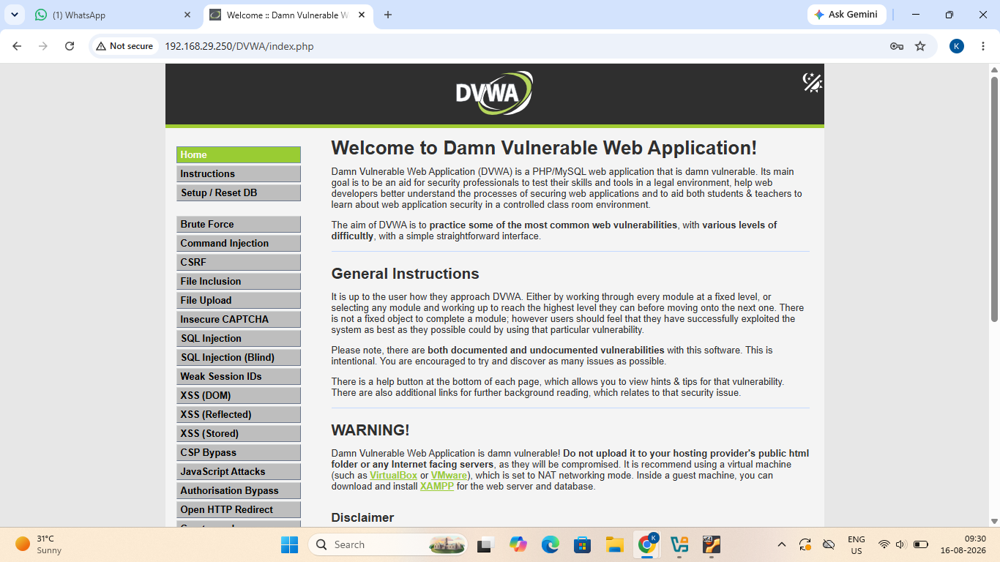 (1) WhatsApp
Welcome :: Damn Vulnerable W
Ask Gemini
Not secure
192.168.29.250/DVWA/index.php
K
DVWA
Home
Instructions
Setup / Reset DB
Brute Force
Command Injection
CSRF
File Inclusion
File Upload
Insecure CAPTCHA
SQL Injection
SQL Injection (Blind)
Weak Session IDs
XSS (DOM)
XSS (Reflected)
XSS (Stored)
CSP Bypass
JavaScript Attacks
Authorisation Bypass
Open HTTP Redirect
Welcome to Damn Vulnerable Web Application!
Damn Vulnerable Web Application (DVWA) is a PHP/MySQL web application that is damn vulnerable. Its main
goal is to be an aid for security professionals to test their skills and tools in a legal environment, help web
developers better understand the processes of securing web applications and to aid both students & teachers to
learn about web application security in a controlled class room environment.
The aim of DVWA is to practice some of the most common web vulnerabilities, with various levels of
difficultly, with a simple straightforward interface.
General Instructions
It is up to the user how they approach DVWA. Either by working through every module at a fixed level, or
selecting any module and working up to reach the highest level they can before moving onto the next one. There
is not a fixed object to complete a module; however users should feel that they have successfully exploited the
system as best as they possible could by using that particular vulnerability.
Please note, there are both documented and undocumented vulnerabilities with this software. This is
intentional. You are encouraged to try and discover as many issues as possible.
There is a help button at the bottom of each page, which allows you to view hints & tips for that vulnerability.
There are also additional links for further background reading, which relates to that security issue.
WARNING!
Damn Vulnerable Web Application is damn vulnerable! Do not upload it to your hosting provider's public html
folder or any Internet facing servers, as they will be compromised. It is recommend using a virtual machine
(such as VirtualBox or VMware), which is set to NAT networking mode. Inside a guest machine, you can
download and install XAMPP for the web server and database.
Disclaimer
31°C
Sunny
Search
K
x64
ENG
US
09:30
16-08-2026